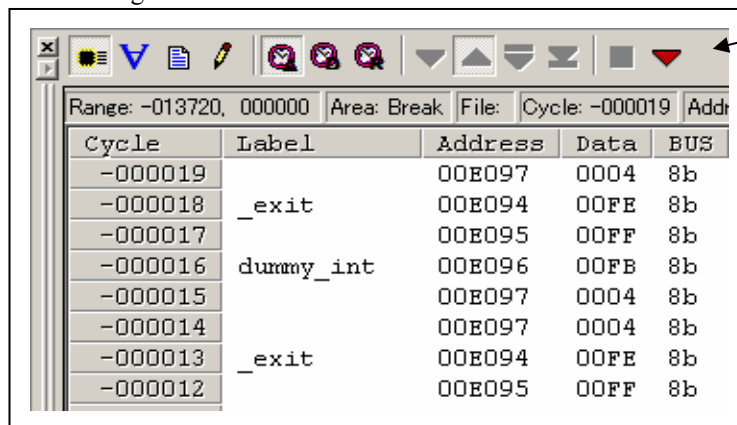 Range: -013720, 000000 Area: Break File: Cycle: -000019
Cycle Label Address Data BUS
-000019 00E097 0004 8b
-000018 _exit 00E094 00FE 8b
-000017 00E095 00FF 8b
-000016 dummy_int 00E096 00FB 8b
-000015 00E097 0004 8b
-000014 00E097 0004 8b
-000013 _exit 00E094 00FE 8b
-000012 00E095 00FF 8b